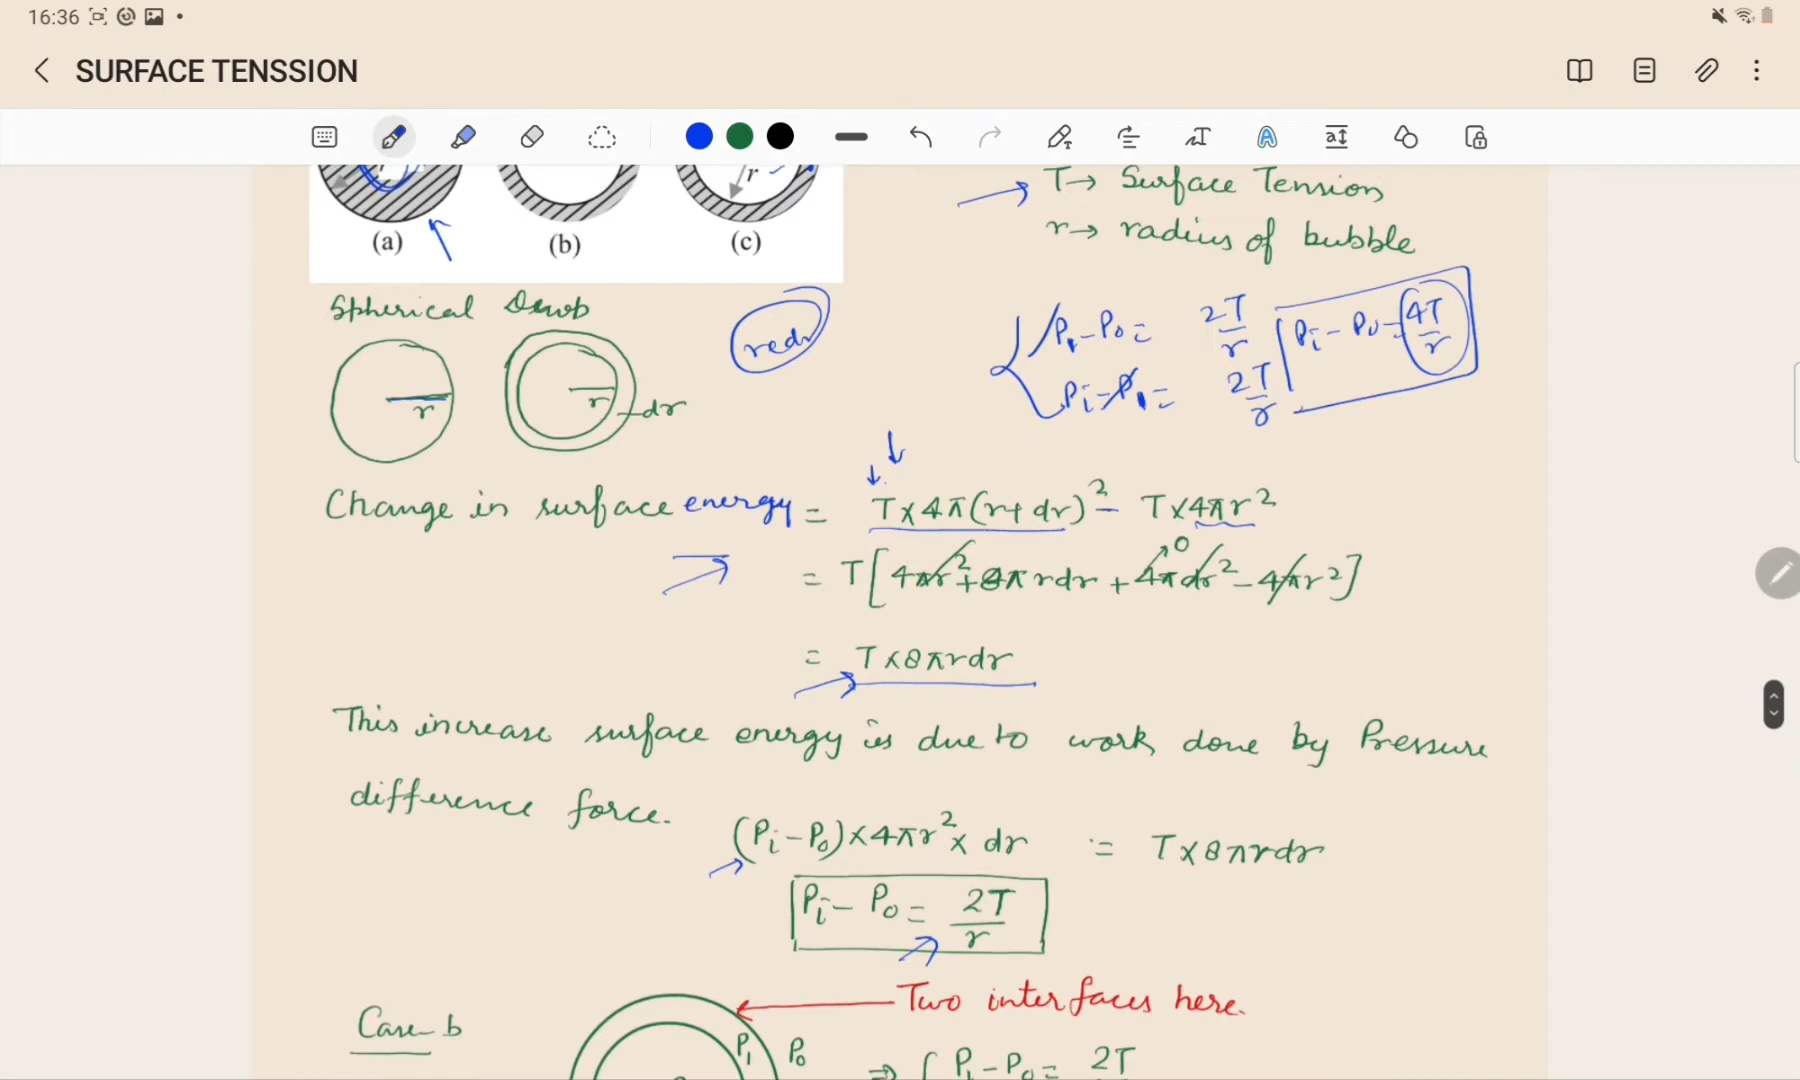 16:36
SURFACE TENSSION
T→ Surface Tension
r→ radius of bubble
r
(a) (b) (c)
Spherical Drop
redr
P₁-P₀= 2T/r
Pi-P₁= 2T/r
Pi-P₀=4T/r
r
r dr
Change in surface energy = T×4π(r+dr)²- T×4πr²
= T[4πr²+8πrdr+4πdr²-4πr²]
0
= T×8πrdr
This increase surface energy is due to work done by Pressure
difference force.
(Pi-P₀)×4πr²×dr = T×8πrdr
Pi-P₀= 2T/r
Two interfaces here.
Case-b
P₁ P₀
⇒ P₁-P₀= 2T